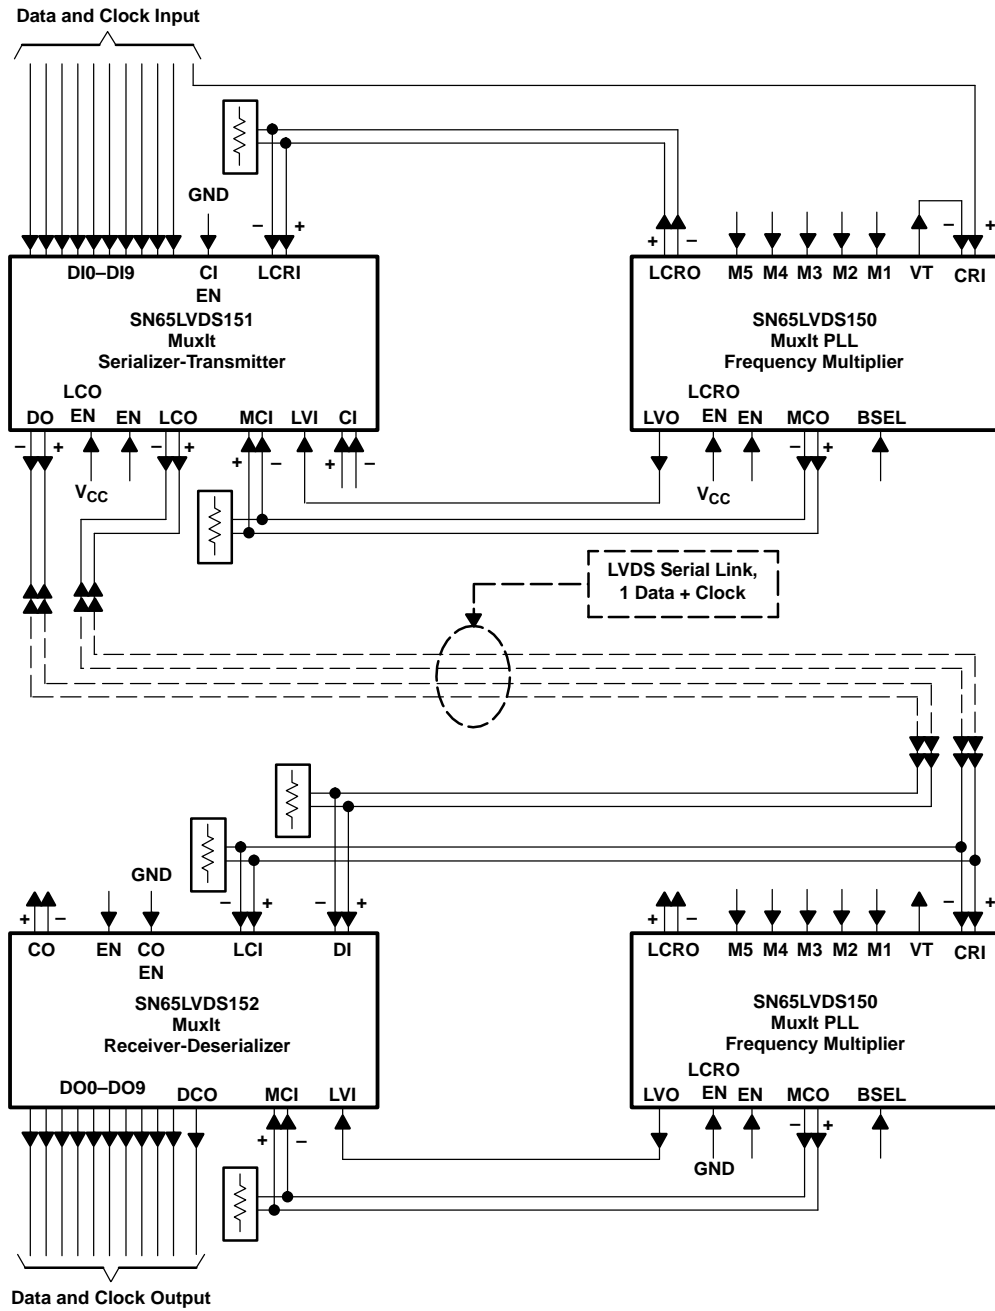 Data and Clock Input
GND
– +
+ –
– +
DI0–DI9 CI EN LCRI
SN65LVDS151
MuxIt
Serializer-Transmitter
DO LCO EN EN LCO MCI LVI CI
– + – + + – + –
VCC
LCRO M5 M4 M3 M2 M1 VT CRI
SN65LVDS150
MuxIt PLL
Frequency Multiplier
LVO LCRO EN EN MCO BSEL
– +
VCC
LVDS Serial Link,
1 Data + Clock
GND
+ –
– +
– +
CO EN CO EN LCI DI
SN65LVDS152
MuxIt
Receiver-Deserializer
DO0–DO9 DCO MCI LVI
+ –
+ –
– +
LCRO M5 M4 M3 M2 M1 VT CRI
SN65LVDS150
MuxIt PLL
Frequency Multiplier
LVO LCRO EN EN MCO BSEL
– +
GND
Data and Clock Output